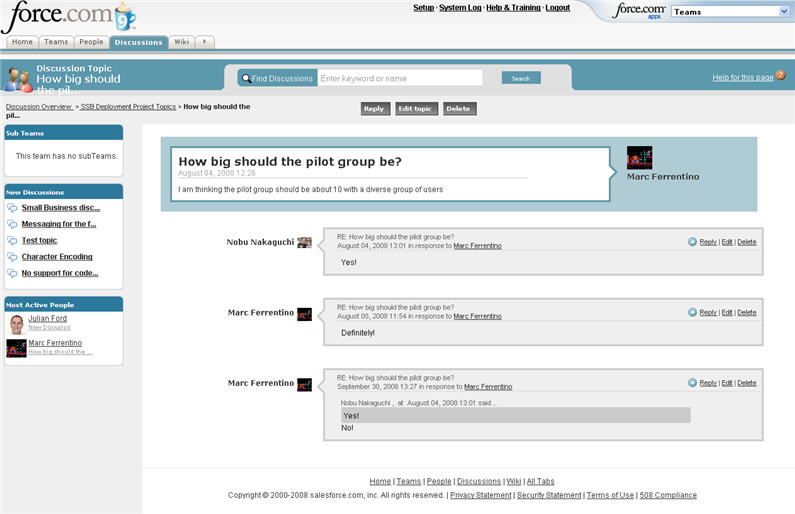 force.com
Setup · System Log · Help & Training · Logout
force.com
apps
Teams
Home
Teams
People
Discussions
Wiki
Discussion Topic
How big should
the pil...
Find Discussions
Enter keyword or name
Search
Help for this page
Discussion Overview > SSB Deployment Project Topics > How big should the
pil...
Reply
Edit topic
Delete
Sub Teams
This team has no subTeams.
New Discussions
Small Business disc...
Messaging for the f...
Test topic
Character Encoding
No support for code...
Most Active People
Julian Ford
New Discussion
Marc Ferrentino
How big should the ...
How big should the pilot group be?
August 04, 2008 12:26
I am thinking the pilot group should be about 10 with a diverse group of users
Marc Ferrentino
Nobu Nakaguchi
RE: How big should the pilot group be?
August 04, 2008 13:01 in response to Marc Ferrentino
Reply | Edit | Delete
Yes!
Marc Ferrentino
RE: How big should the pilot group be?
August 05, 2008 11:54 in response to Marc Ferrentino
Reply | Edit | Delete
Definitely!
Marc Ferrentino
RE: How big should the pilot group be?
September 30, 2008 13:27 in response to Marc Ferrentino
Reply | Edit | Delete
Nobu Nakaguchi , at August 04, 2008 13:01 said...
Yes!
No!
Home | Teams | People | Discussions | Wiki | All Tabs
Copyright © 2000-2008 salesforce.com, inc. All rights reserved. | Privacy Statement | Security Statement | Terms of Use | 508 Compliance